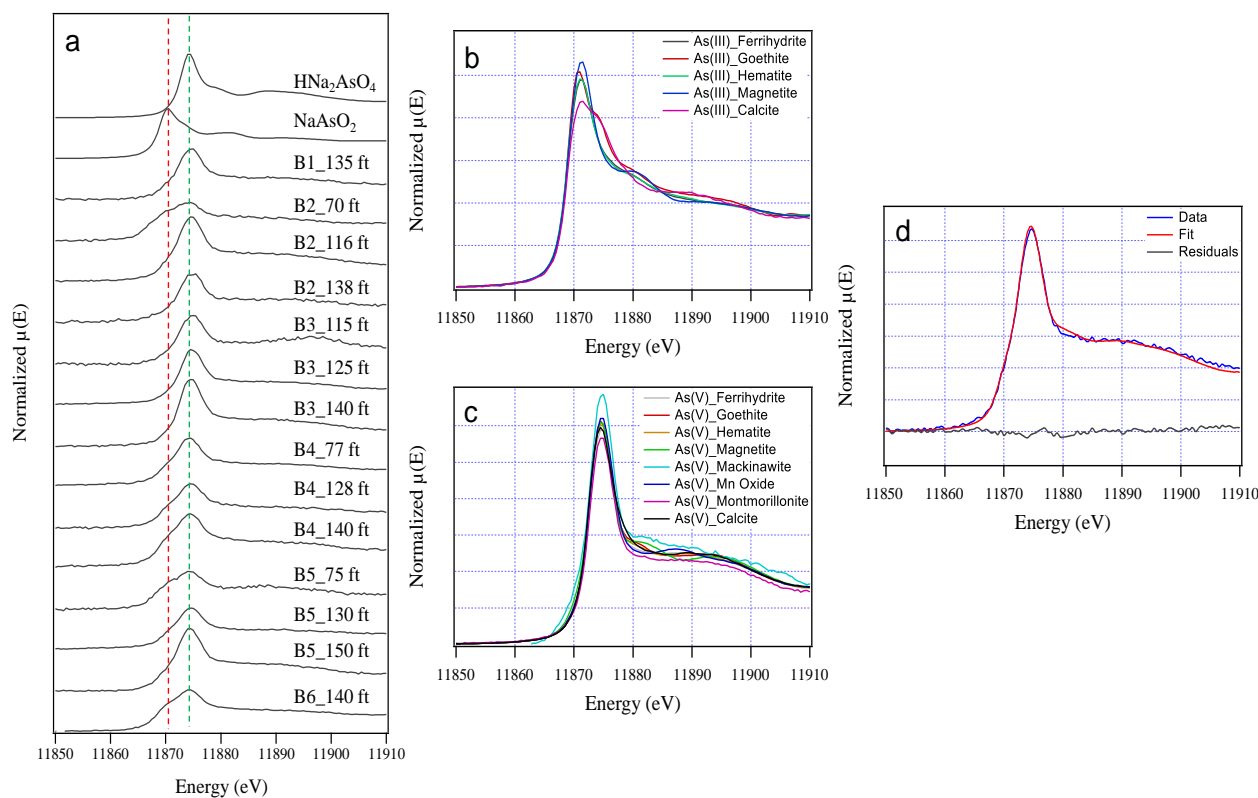 a
HNa₂AsO₄
NaAsO₂
B1_135 ft
B2_70 ft
B2_116 ft
B2_138 ft
B3_115 ft
B3_125 ft
B3_140 ft
B4_77 ft
B4_128 ft
B4_140 ft
B5_75 ft
B5_130 ft
B5_150 ft
B6_140 ft
Normalized μ(E)
11850 11860 11870 11880 11890 11900 11910
Energy (eV)
b
As(III)_Ferrihydrite
As(III)_Goethite
As(III)_Hematite
As(III)_Magnetite
As(III)_Calcite
Normalized μ(E)
11850 11860 11870 11880 11890 11900 11910
Energy (eV)
c
As(V)_Ferrihydrite
As(V)_Goethite
As(V)_Hematite
As(V)_Magnetite
As(V)_Mackinawite
As(V)_Mn Oxide
As(V)_Montmorillonite
As(V)_Calcite
Normalized μ(E)
11850 11860 11870 11880 11890 11900 11910
Energy (eV)
d
Data
Fit
Residuals
Normalized μ(E)
11850 11860 11870 11880 11890 11900 11910
Energy (eV)